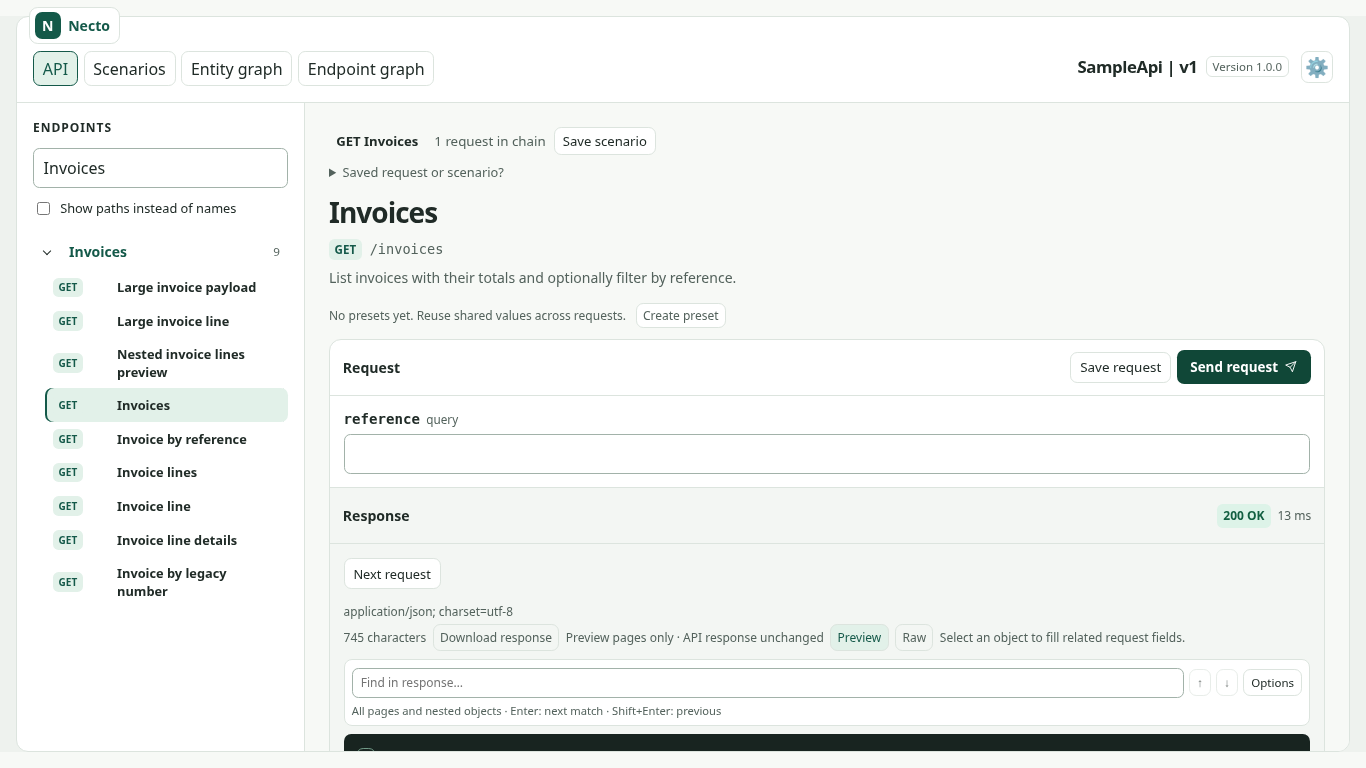 N Necto
API Scenarios Entity graph Endpoint graph
SampleApi | v1 Version 1.0.0
ENDPOINTS
Invoices
Show paths instead of names
Invoices 9
GET Large invoice payload
GET Large invoice line
GET Nested invoice lines
preview
GET Invoices
GET Invoice by reference
GET Invoice lines
GET Invoice line
GET Invoice line details
GET Invoice by legacy
number
GET Invoices 1 request in chain Save scenario
Saved request or scenario?
Invoices
GET /invoices
List invoices with their totals and optionally filter by reference.
No presets yet. Reuse shared values across requests. Create preset
Request Save request Send request
reference query
Response 200 OK 13 ms
Next request
application/json; charset=utf-8
745 characters Download response Preview pages only · API response unchanged Preview Raw Select an object to fill related request fields.
Find in response… ↑ ↓ Options
All pages and nested objects · Enter: next match · Shift+Enter: previous